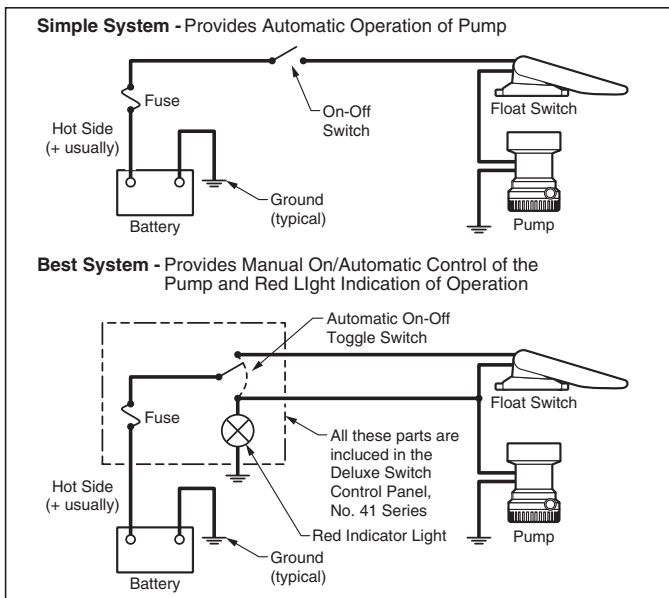 Simple System - Provides Automatic Operation of Pump
Fuse
On-Off
Switch
Float Switch
Hot Side
(+ usually)
Ground
(typical)
Battery
Pump
Best System - Provides Manual On/Automatic Control of the
Pump and Red LIght Indication of Operation
Automatic On-Off
Toggle Switch
Float Switch
Fuse
All these parts are
inclucled in the
Deluxe Switch
Control Panel,
No. 41 Series
Hot Side
(+ usually)
Red Indicator Light
Pump
Ground
(typical)
Battery